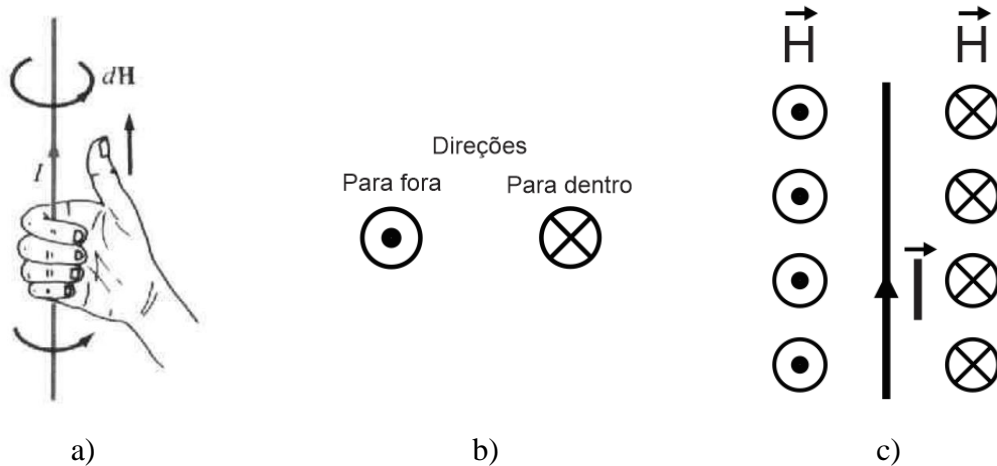 dH
I
a)
Direções
Para fora Para dentro
b)
H H
I
c)